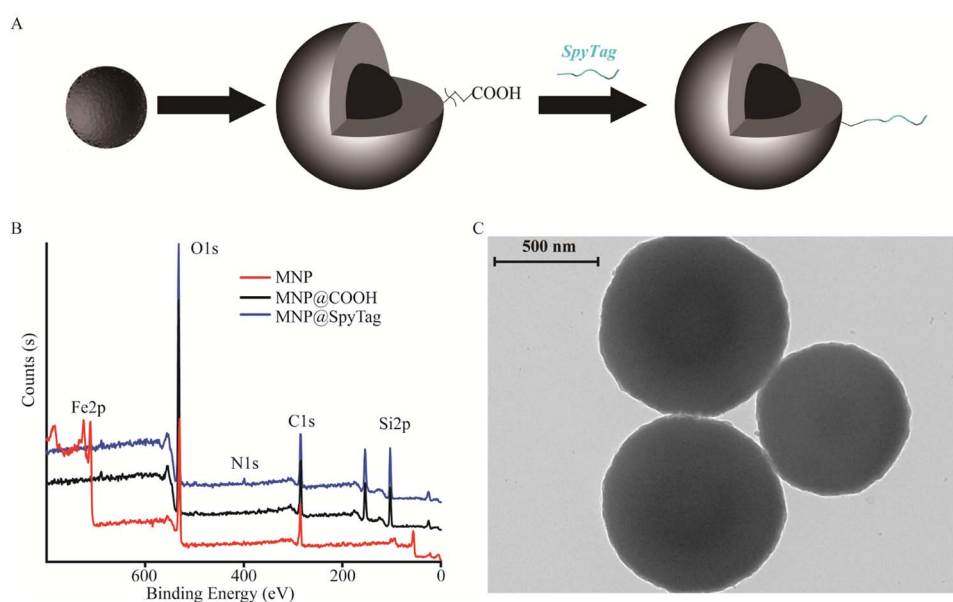 A
SpyTag
COOH
B
O1s
MNP
MNP@COOH
MNP@SpyTag
Fe2p
N1s
C1s
Si2p
Counts (s)
600
400
200
0
Binding Energy (eV)
C
500 nm